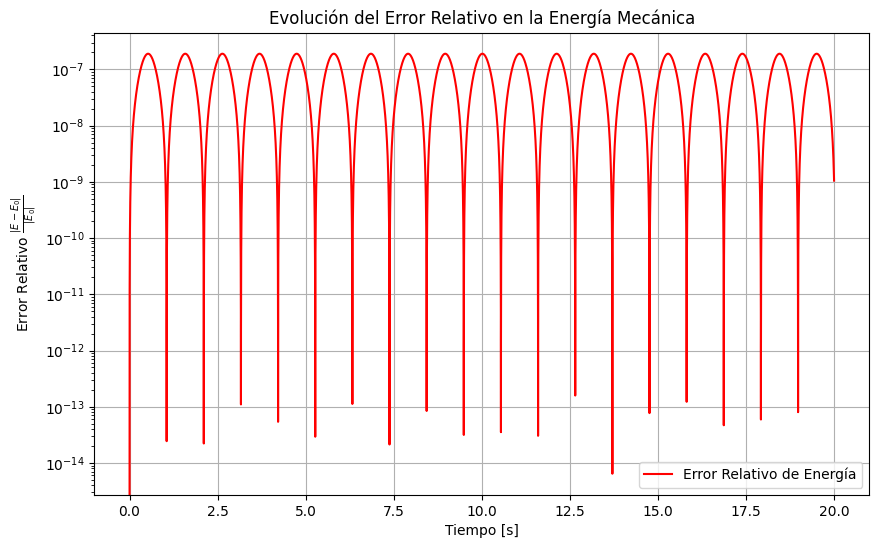 Evolución del Error Relativo en la Energía Mecánica
Error Relativo |E − E₀| / |E₀|
10⁻⁷
10⁻⁸
10⁻⁹
10⁻¹⁰
10⁻¹¹
10⁻¹²
10⁻¹³
10⁻¹⁴
Error Relativo de Energía
0.0 2.5 5.0 7.5 10.0 12.5 15.0 17.5 20.0
Tiempo [s]